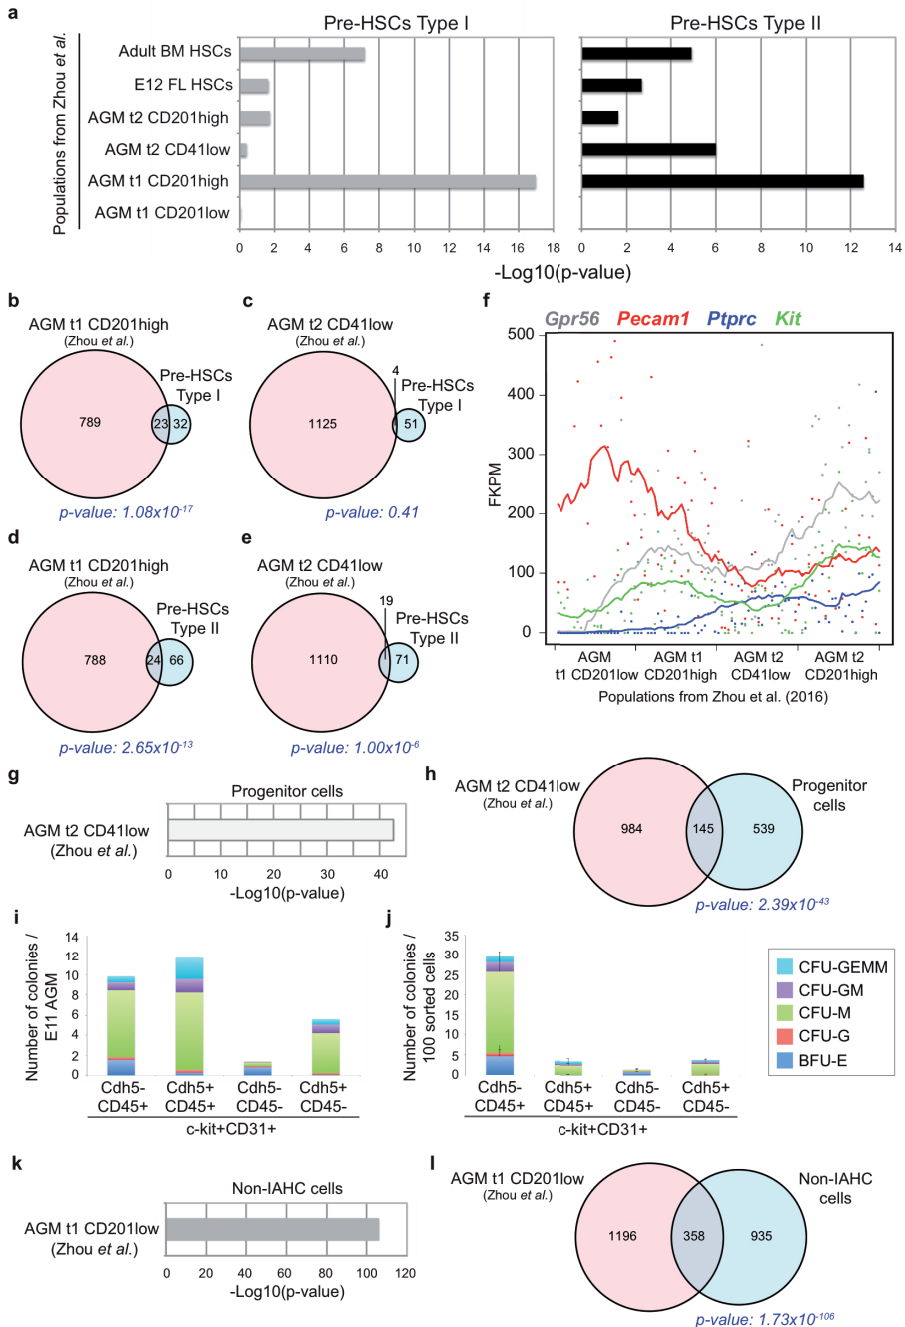 a
Pre-HSCs Type I
Pre-HSCs Type II
Populations from Zhou et al.
Adult BM HSCs
E12 FL HSCs
AGM t2 CD201high
AGM t2 CD41low
AGM t1 CD201high
AGM t1 CD201low
0 2 4 6 8 10 12 14 16 18
0 2 4 6 8 10 12 14
-Log10(p-value)
b
AGM t1 CD201high
(Zhou et al.)
Pre-HSCs
Type I
789
23
32
p-value: 1.08x10-17
c
AGM t2 CD41low
(Zhou et al.)
4
Pre-HSCs
Type I
1125
51
p-value: 0.41
d
AGM t1 CD201high
(Zhou et al.)
Pre-HSCs
Type II
788
24
66
p-value: 2.65x10-13
e
AGM t2 CD41low
(Zhou et al.)
19
Pre-HSCs
Type II
1110
71
p-value: 1.00x10-6
f
Gpr56 Pecam1 Ptprc Kit
FKPM
500
400
300
200
100
0
AGM
t1 CD201low
AGM t1
CD201high
AGM t2
CD41low
AGM t2
CD201high
Populations from Zhou et al. (2016)
g
Progenitor cells
AGM t2 CD41low
(Zhou et al.)
0 10 20 30 40
-Log10(p-value)
h
AGM t2 CD41low
(Zhou et al.)
Progenitor
cells
984
145
539
p-value: 2.39x10-43
i
Number of colonies /
E11 AGM
14
12
10
8
6
4
2
0
Cdh5- Cdh5+ Cdh5- Cdh5+
CD45+ CD45+ CD45- CD45-
c-kit+CD31+
j
Number of colonies /
100 sorted cells
35
30
25
20
15
10
5
0
Cdh5- Cdh5+ Cdh5- Cdh5+
CD45+ CD45+ CD45- CD45-
c-kit+CD31+
CFU-GEMM
CFU-GM
CFU-M
CFU-G
BFU-E
k
Non-IAHC cells
AGM t1 CD201low
(Zhou et al.)
0 20 40 60 80 100 120
-Log10(p-value)
l
AGM t1 CD201low
(Zhou et al.)
Non-IAHC
cells
1196
358
935
p-value: 1.73x10-106